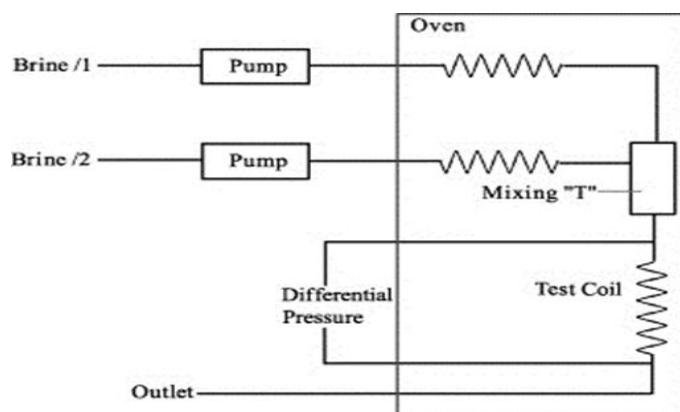 Oven
Brine /1
Pump
Brine /2
Pump
Mixing "T"
Differential
Pressure
Test Coil
Outlet